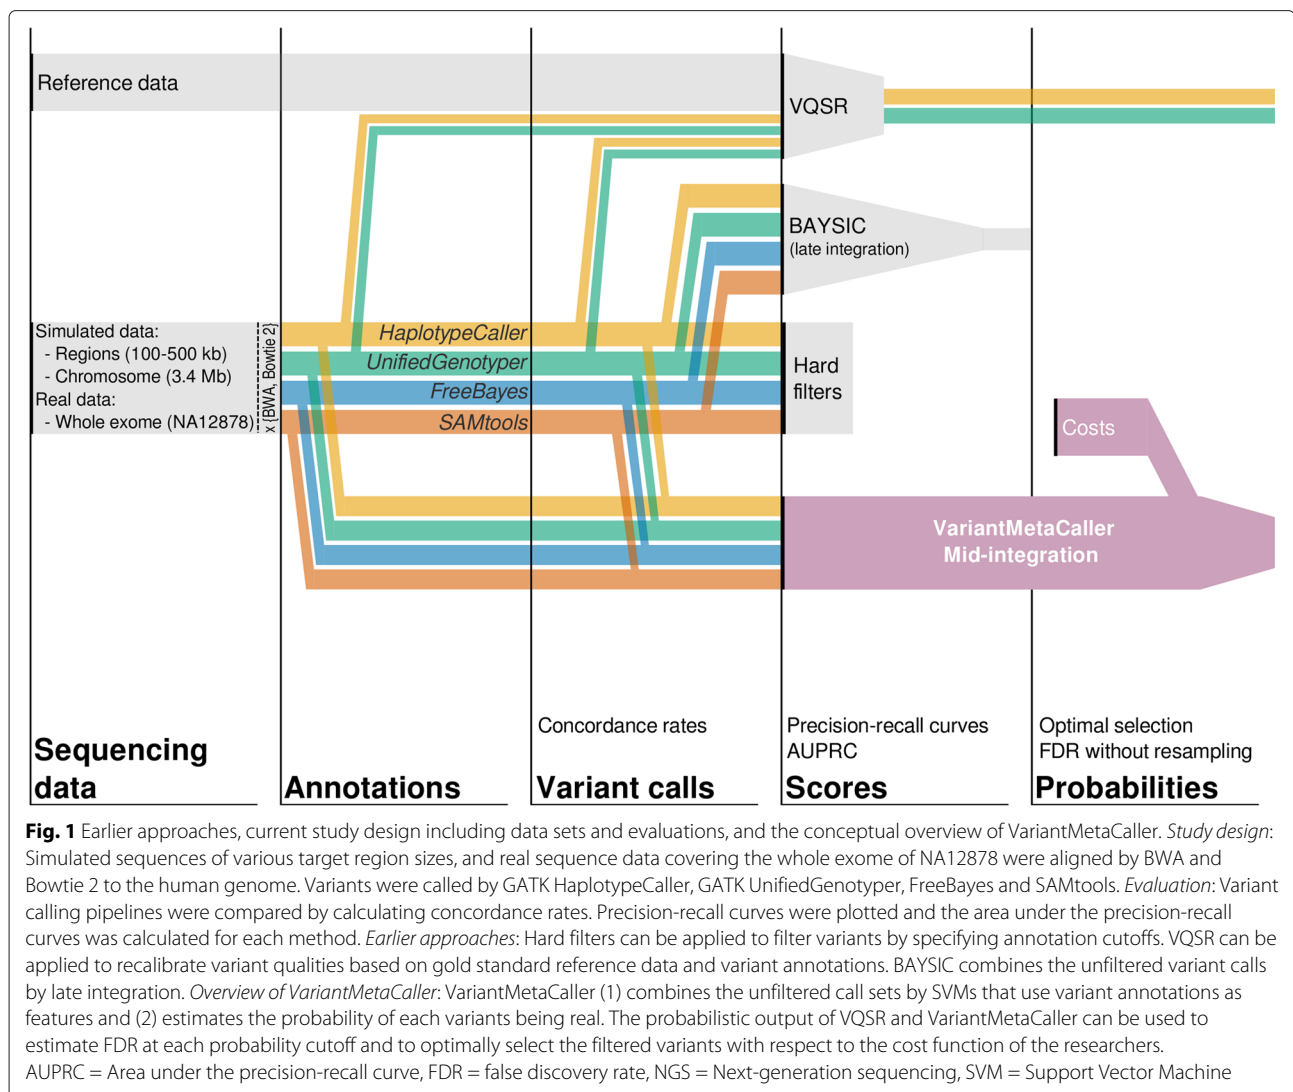 Reference data
VQSR
BAYSIC
(late integration)
Simulated data:
- Regions (100-500 kb)
- Chromosome (3.4 Mb)
Real data:
- Whole exome (NA12878)
x {BWA, Bowtie 2}
HaplotypeCaller
UnifiedGenotyper
FreeBayes
SAMtools
Hard
filters
Costs
VariantMetaCaller
Mid-integration
Sequencing
data
Annotations
Concordance rates
Variant calls
Precision-recall curves
AUPRC
Scores
Optimal selection
FDR without resampling
Probabilities
Fig. 1 Earlier approaches, current study design including data sets and evaluations, and the conceptual overview of VariantMetaCaller. Study design:
Simulated sequences of various target region sizes, and real sequence data covering the whole exome of NA12878 were aligned by BWA and
Bowtie 2 to the human genome. Variants were called by GATK HaplotypeCaller, GATK UnifiedGenotyper, FreeBayes and SAMtools. Evaluation: Variant
calling pipelines were compared by calculating concordance rates. Precision-recall curves were plotted and the area under the precision-recall
curves was calculated for each method. Earlier approaches: Hard filters can be applied to filter variants by specifying annotation cutoffs. VQSR can be
applied to recalibrate variant qualities based on gold standard reference data and variant annotations. BAYSIC combines the unfiltered variant calls
by late integration. Overview of VariantMetaCaller: VariantMetaCaller (1) combines the unfiltered call sets by SVMs that use variant annotations as
features and (2) estimates the probability of each variants being real. The probabilistic output of VQSR and VariantMetaCaller can be used to
estimate FDR at each probability cutoff and to optimally select the filtered variants with respect to the cost function of the researchers.
AUPRC = Area under the precision-recall curve, FDR = false discovery rate, NGS = Next-generation sequencing, SVM = Support Vector Machine